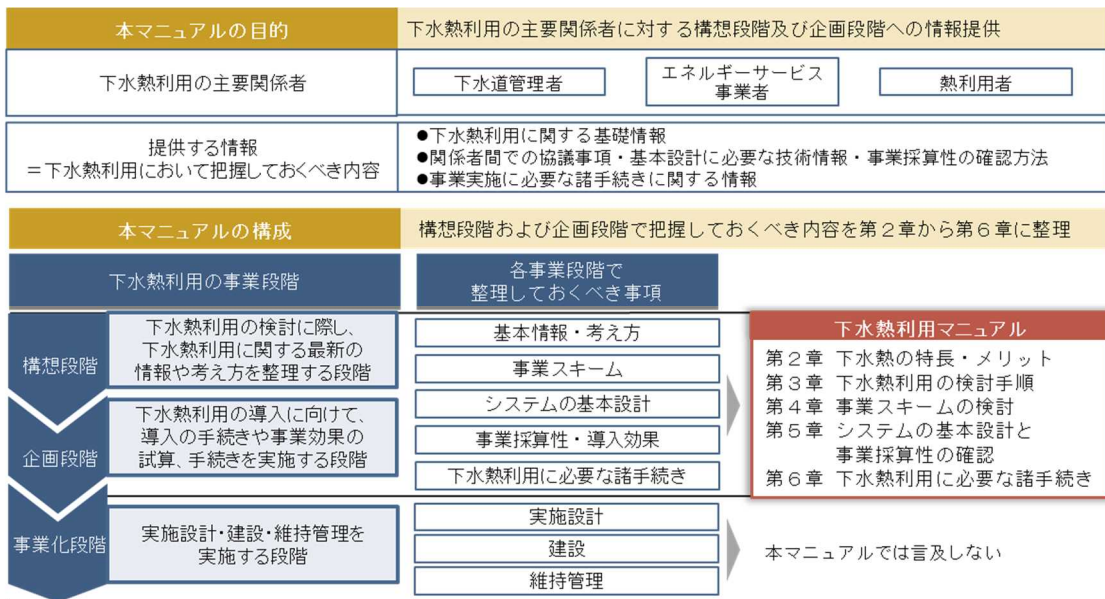 本マニュアルの目的
下水熱利用の主要関係者に対する構想段階及び企画段階への情報提供
下水熱利用の主要関係者
下水道管理者
エネルギーサービス
事業者
熱利用者
提供する情報
＝下水熱利用において把握しておくべき内容
●下水熱利用に関する基礎情報
●関係者間での協議事項・基本設計に必要な技術情報・事業採算性の確認方法
●事業実施に必要な諸手続きに関する情報
本マニュアルの構成
構想段階および企画段階で把握しておくべき内容を第２章から第６章に整理
下水熱利用の事業段階
各事業段階で
整理しておくべき事項
構想段階
下水熱利用の検討に際し、
下水熱利用に関する最新の
情報や考え方を整理する段階
企画段階
下水熱利用の導入に向けて、
導入の手続きや事業効果の
試算、手続きを実施する段階
事業化段階
実施設計・建設・維持管理を
実施する段階
基本情報・考え方
事業スキーム
システムの基本設計
事業採算性・導入効果
下水熱利用に必要な諸手続き
実施設計
建設
維持管理
下水熱利用マニュアル
第２章 下水熱の特長・メリット
第３章 下水熱利用の検討手順
第４章 事業スキームの検討
第５章 システムの基本設計と
事業採算性の確認
第６章 下水熱利用に必要な諸手続き
本マニュアルでは言及しない